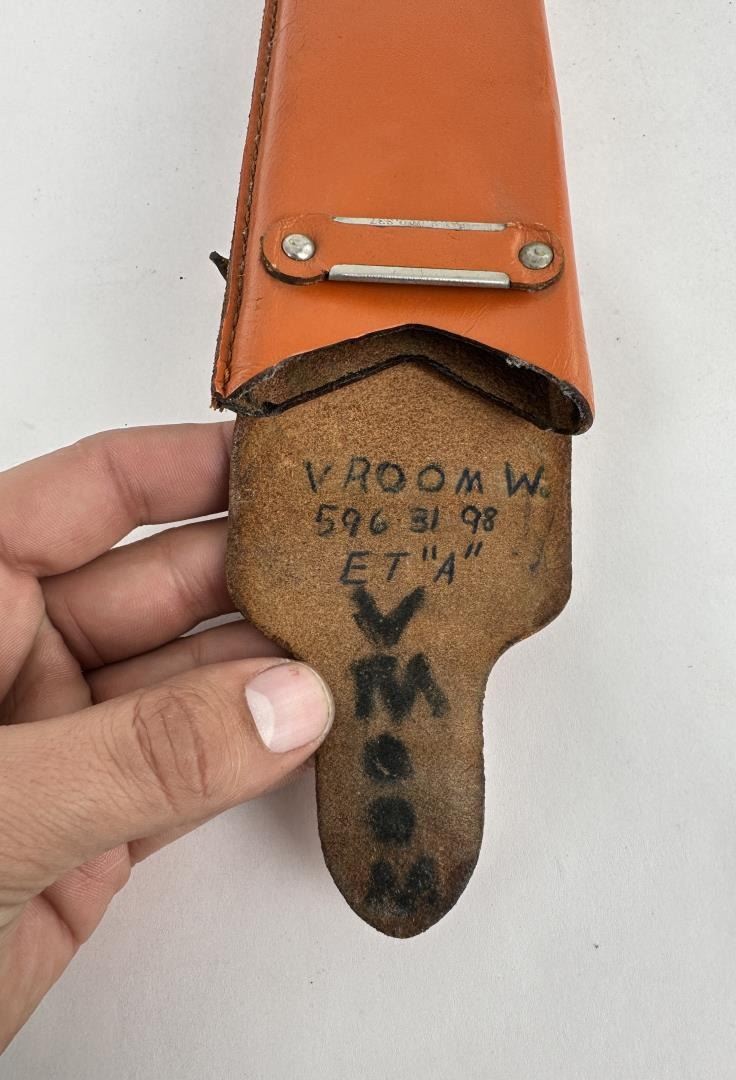 VROOM W.
596 31 98
ET "A"
VROOM